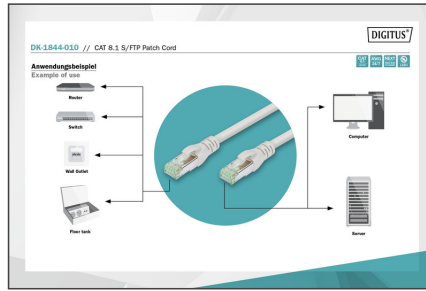 DIGITUS®
DK-1844-010 // CAT 8.1 S/FTP Patch Cord
Anwendungsbeispiel
Example of use
Router
Switch
Wall Outlet
Floor tank
Computer
Server